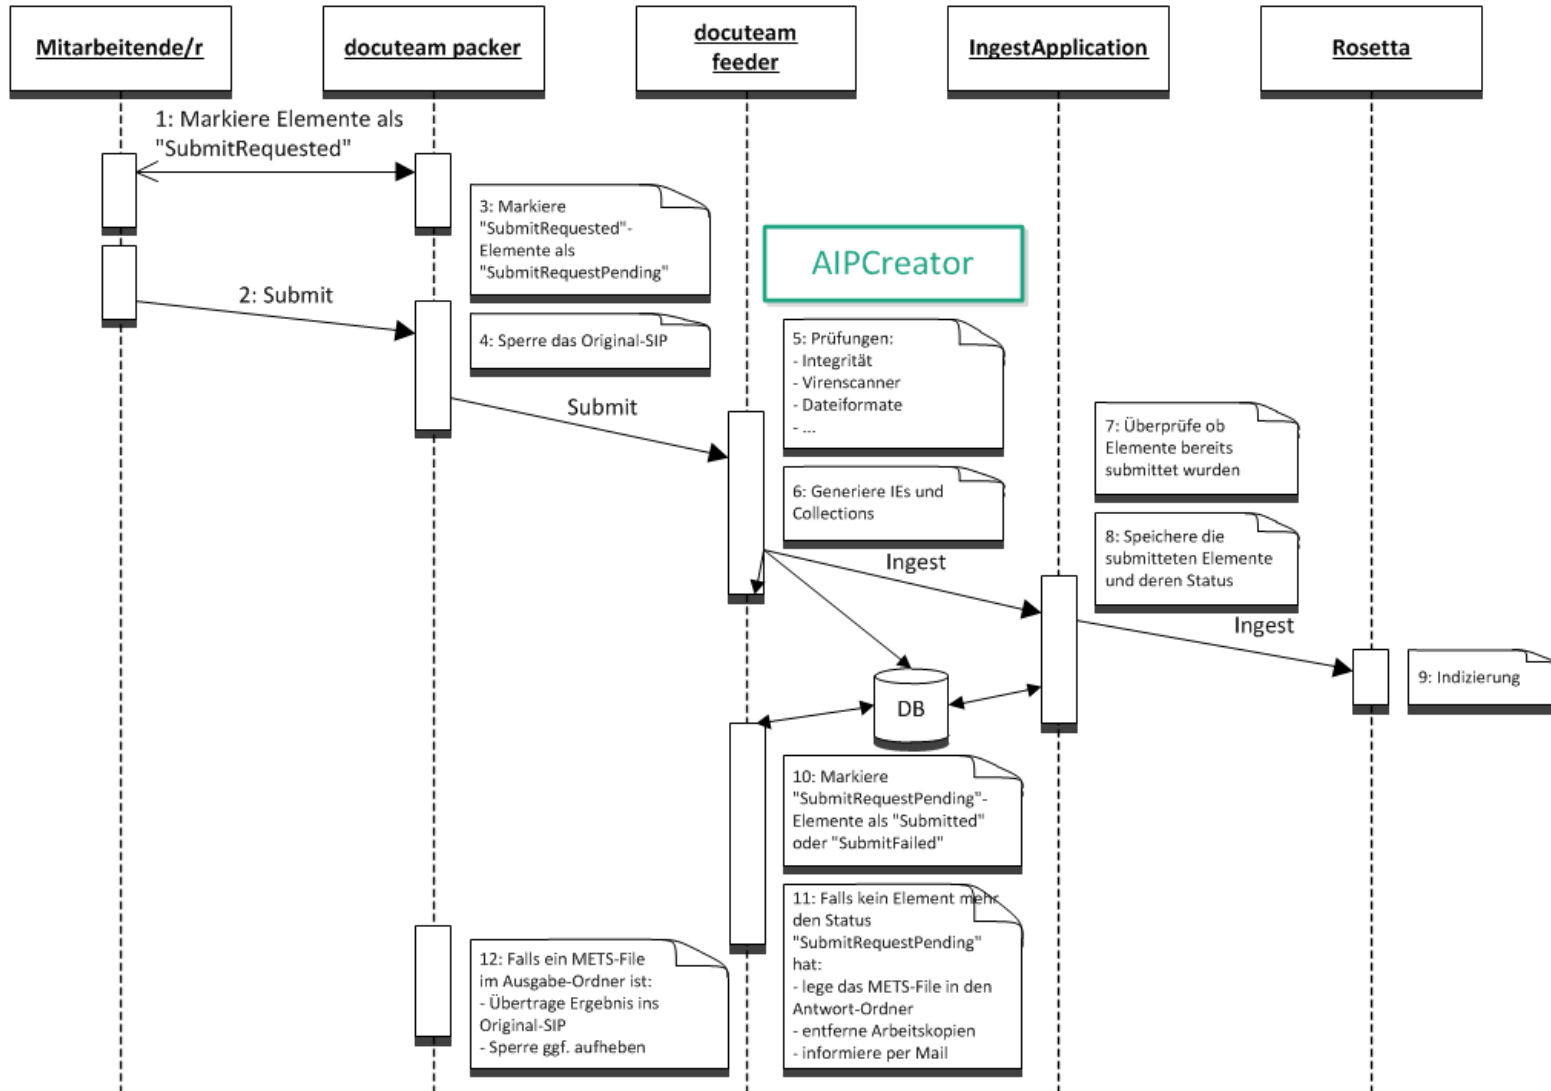 Mitarbeitende/r
docuteam packer
docuteam
feeder
IngestApplication
Rosetta
1: Markiere Elemente als
"SubmitRequested"
3: Markiere
"SubmitRequested"-
Elemente als
"SubmitRequestPending"
AIPCreator
2: Submit
4: Sperre das Original-SIP
5: Prüfungen:
- Integrität
- Virenscanner
- Dateiformate
- ...
Submit
7: Überprüfe ob
Elemente bereits
submittet wurden
6: Generiere IEs und
Collections
8: Speichere die
submitteten Elemente
und deren Status
Ingest
Ingest
9: Indizierung
DB
10: Markiere
"SubmitRequestPending"-
Elemente als "Submitted"
oder "SubmitFailed"
11: Falls kein Element mehr
den Status
"SubmitRequestPending"
hat:
- lege das METS-File in den
Antwort-Ordner
- entferne Arbeitskopien
- informiere per Mail
12: Falls ein METS-File
im Ausgabe-Ordner ist:
- Übertrage Ergebnis ins
Original-SIP
- Sperre ggf. aufheben